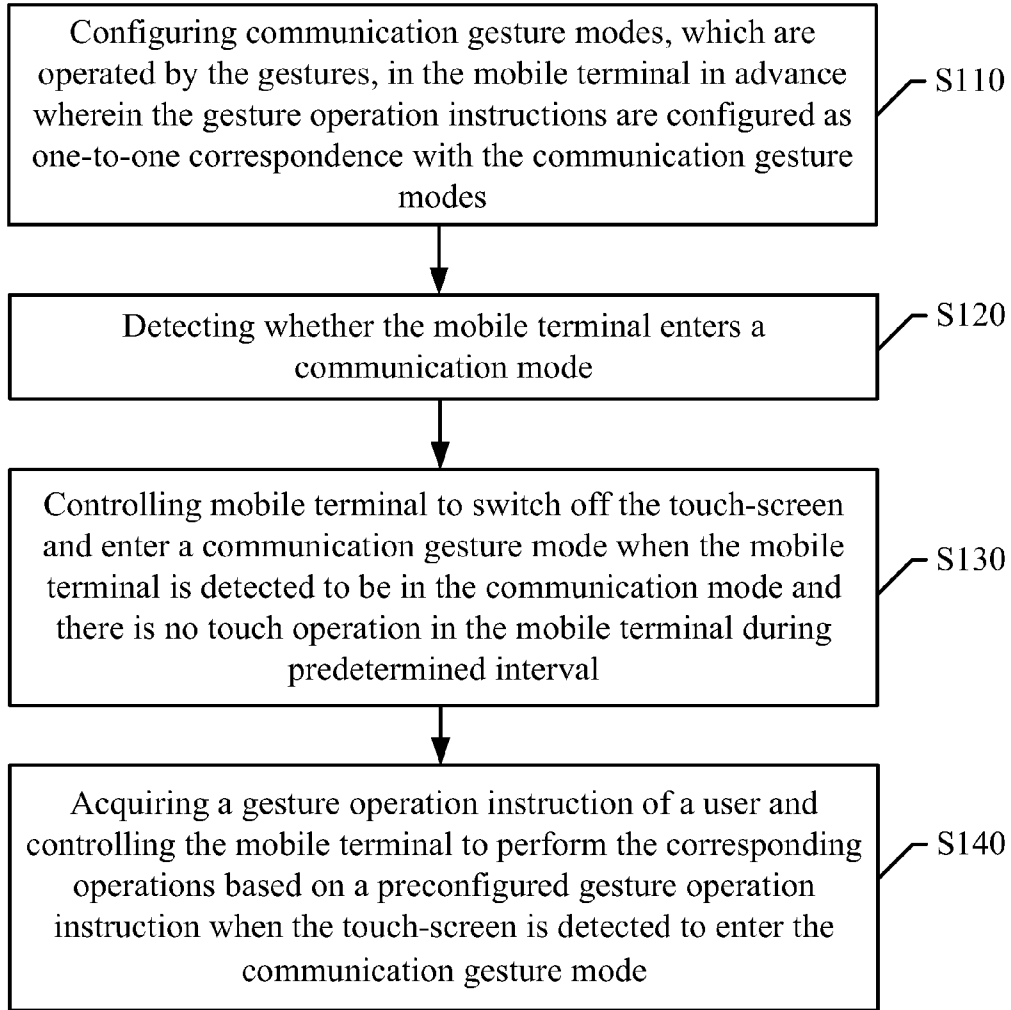 Configuring communication gesture modes, which are
operated by the gestures, in the mobile terminal in advance
wherein the gesture operation instructions are configured as
one-to-one correspondence with the communication gesture
modes
S110
Detecting whether the mobile terminal enters a
communication mode
S120
Controlling mobile terminal to switch off the touch-screen
and enter a communication gesture mode when the mobile
terminal is detected to be in the communication mode and
there is no touch operation in the mobile terminal during
predetermined interval
S130
Acquiring a gesture operation instruction of a user and
controlling the mobile terminal to perform the corresponding
operations based on a preconfigured gesture operation
instruction when the touch-screen is detected to enter the
communication gesture mode
S140